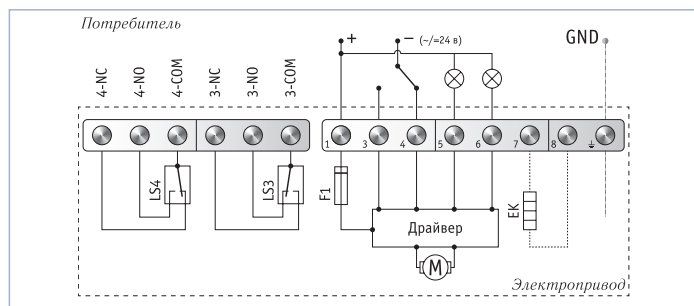 Потребитель
4-NC
4-NO
4-COM
3-NC
3-NO
3-COM
+
− (~/=24 в)
GND
1
3
4
5
6
7
8
LS4
LS3
F1
Драйвер
EK
M
Электропривод